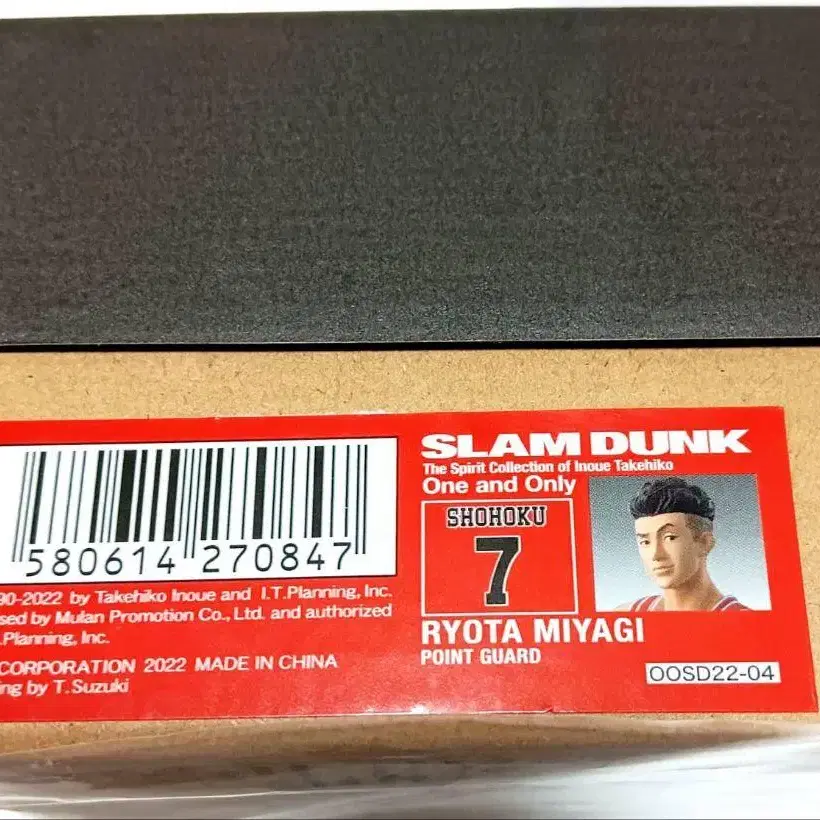 580614 270847
90-2022 by Takehiko Inoue and I.T.Planning, Inc.
sed by Mulan Promotion Co., Ltd. and authorized
.Planning, Inc.
CORPORATION 2022 MADE IN CHINA
ng by T.Suzuki
SLAM DUNK
The Spirit Collection of Inoue Takehiko
One and Only
SHOHOKU
7
RYOTA MIYAGI
POINT GUARD
OOSD22-04